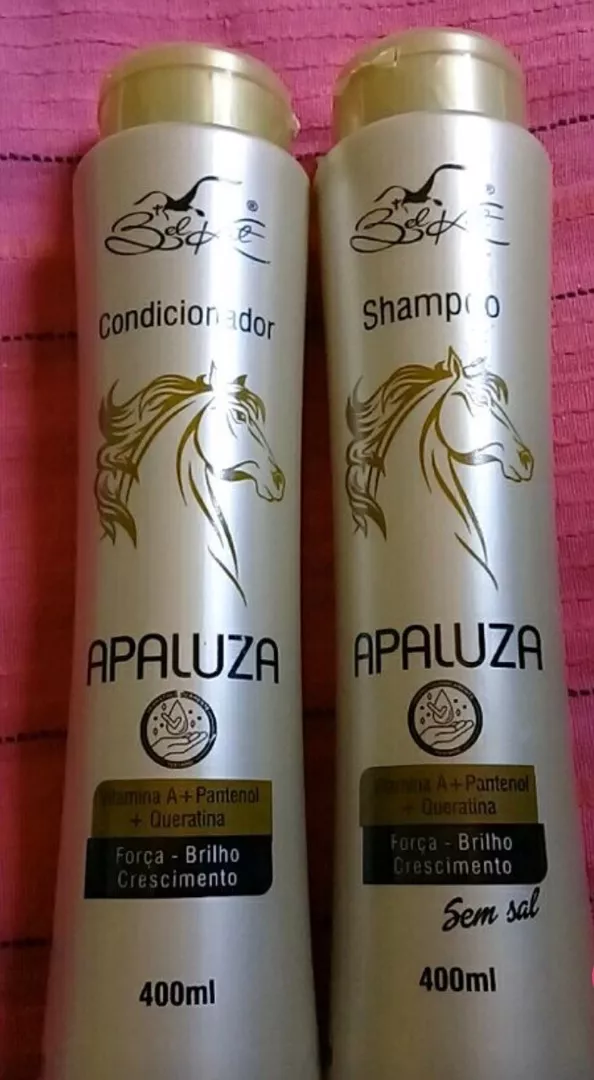 Belkit
Condicionador
APALUZA
Vitamina A+Pantenol
+ Queratina
Força - Brilho
Crescimento
400ml
Shampoo
APALUZA
Vitamina A+Pantenol
+ Queratina
Força - Brilho
Crescimento
Sem sal
400ml